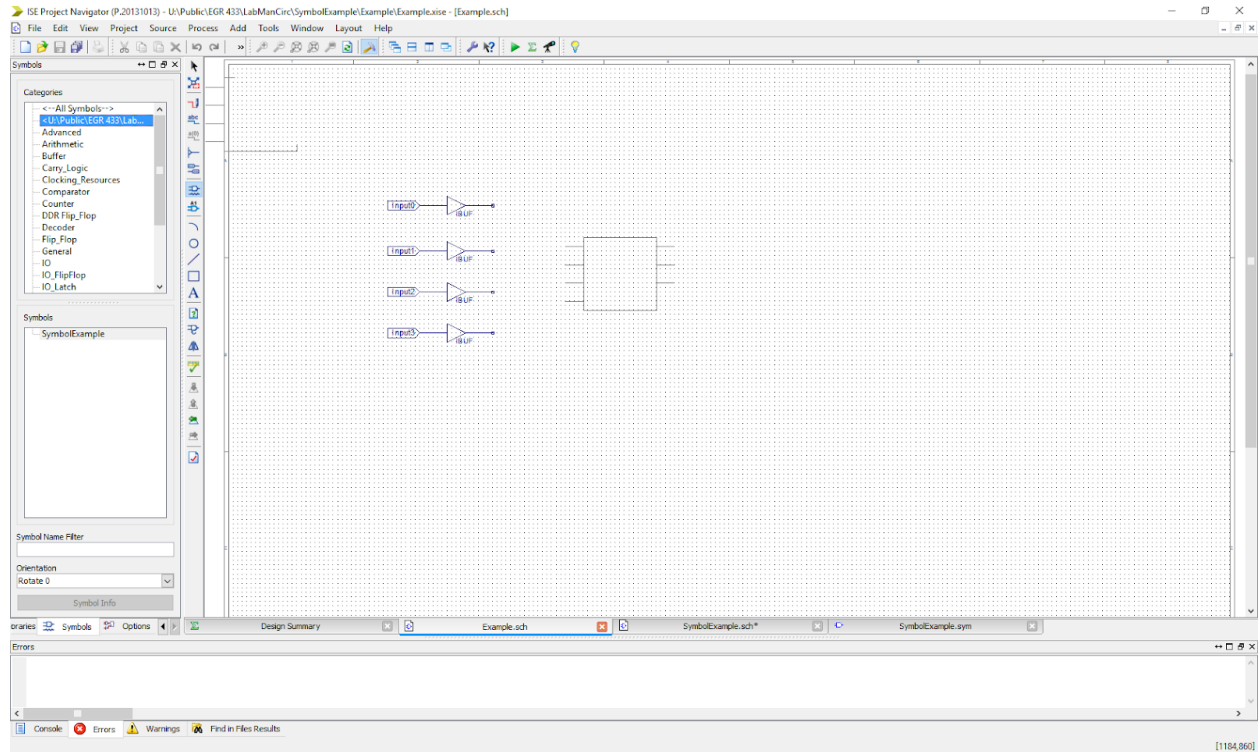 ISE Project Navigator (P.20131013) - U:\Public\EGR 433\LabManCirc\SymbolExample\Example\Example.xise - [Example.sch]
File Edit View Project Source Process Add Tools Window Layout Help
Symbols
Categories
<--All Symbols-->
<U:\Public\EGR 433\Lab...
Advanced
Arithmetic
Buffer
Carry_Logic
Clocking_Resources
Comparator
Counter
DDR Flip_Flop
Decoder
Flip_Flop
General
IO
IO_FlipFlop
IO_Latch
Symbols
SymbolExample
Symbol Name Filter
Orientation
Rotate 0
Symbol Info
Input0
IBUF
Input1
IBUF
Input2
IBUF
Input3
IBUF
oraries Symbols Options
Design Summary Example.sch SymbolExample.sch* SymbolExample.sym
Errors
Console Errors Warnings Find in Files Results
[1184,860]